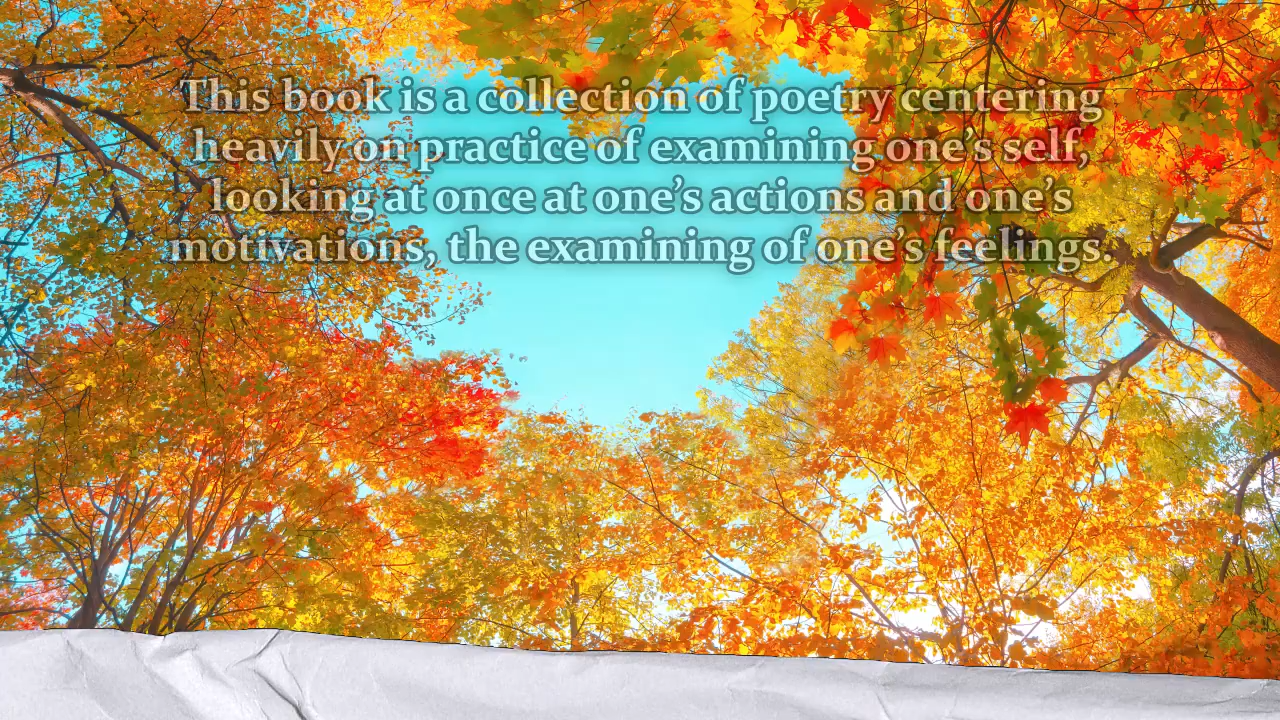 This book is a collection of poetry centering
heavily on practice of examining one’s self,
looking at once at one’s actions and one’s
motivations, the examining of one’s feelings.